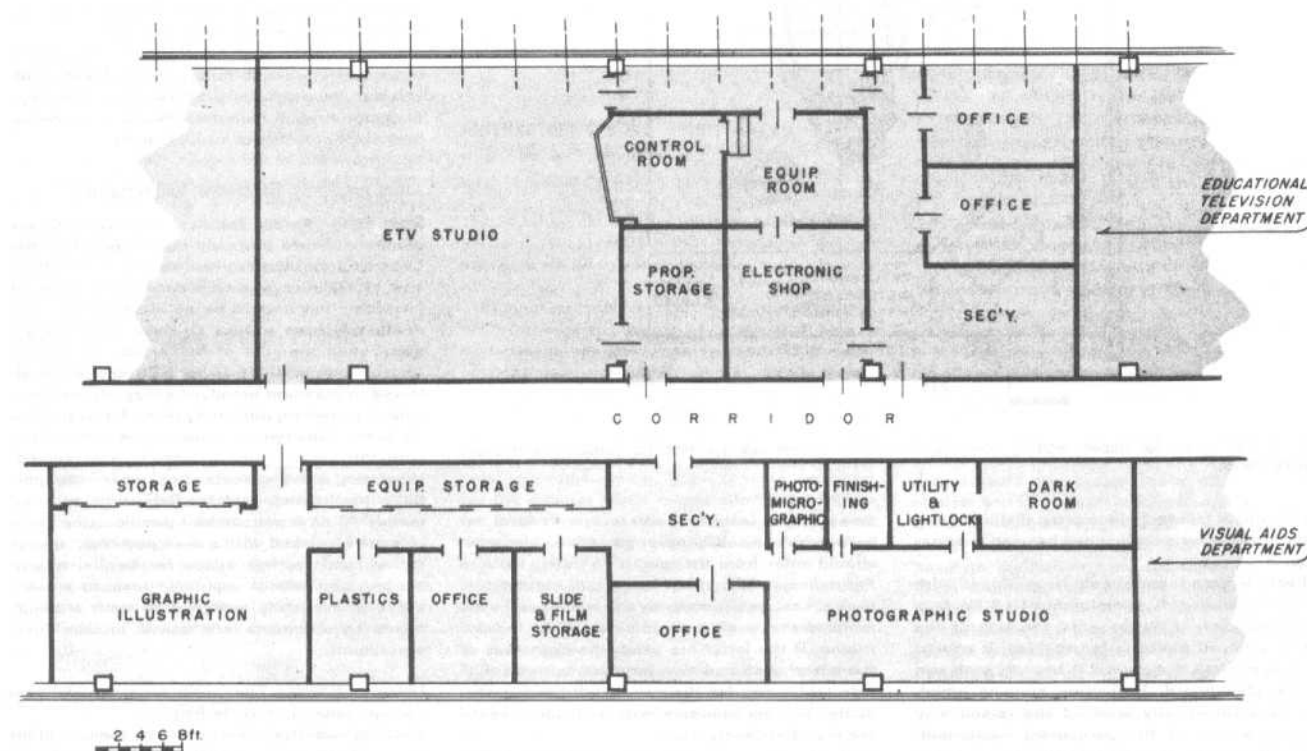 OFFICE
CONTROL
ROOM
EQUIP.
ROOM
EDUCATIONAL
TELEVISION
DEPARTMENT
OFFICE
ETV STUDIO
PROP.
STORAGE
ELECTRONIC
SHOP
SEC'Y.
CORRIDOR
STORAGE
EQUIP. STORAGE
SEC'Y.
PHOTO-
MICRO-
GRAPHIC
FINISH-
ING
UTILITY
&
LIGHTLOCK
DARK
ROOM
VISUAL AIDS
DEPARTMENT
GRAPHIC
ILLUSTRATION
PLASTICS
OFFICE
SLIDE
& FILM
STORAGE
OFFICE
PHOTOGRAPHIC STUDIO
2 4 6 8ft.